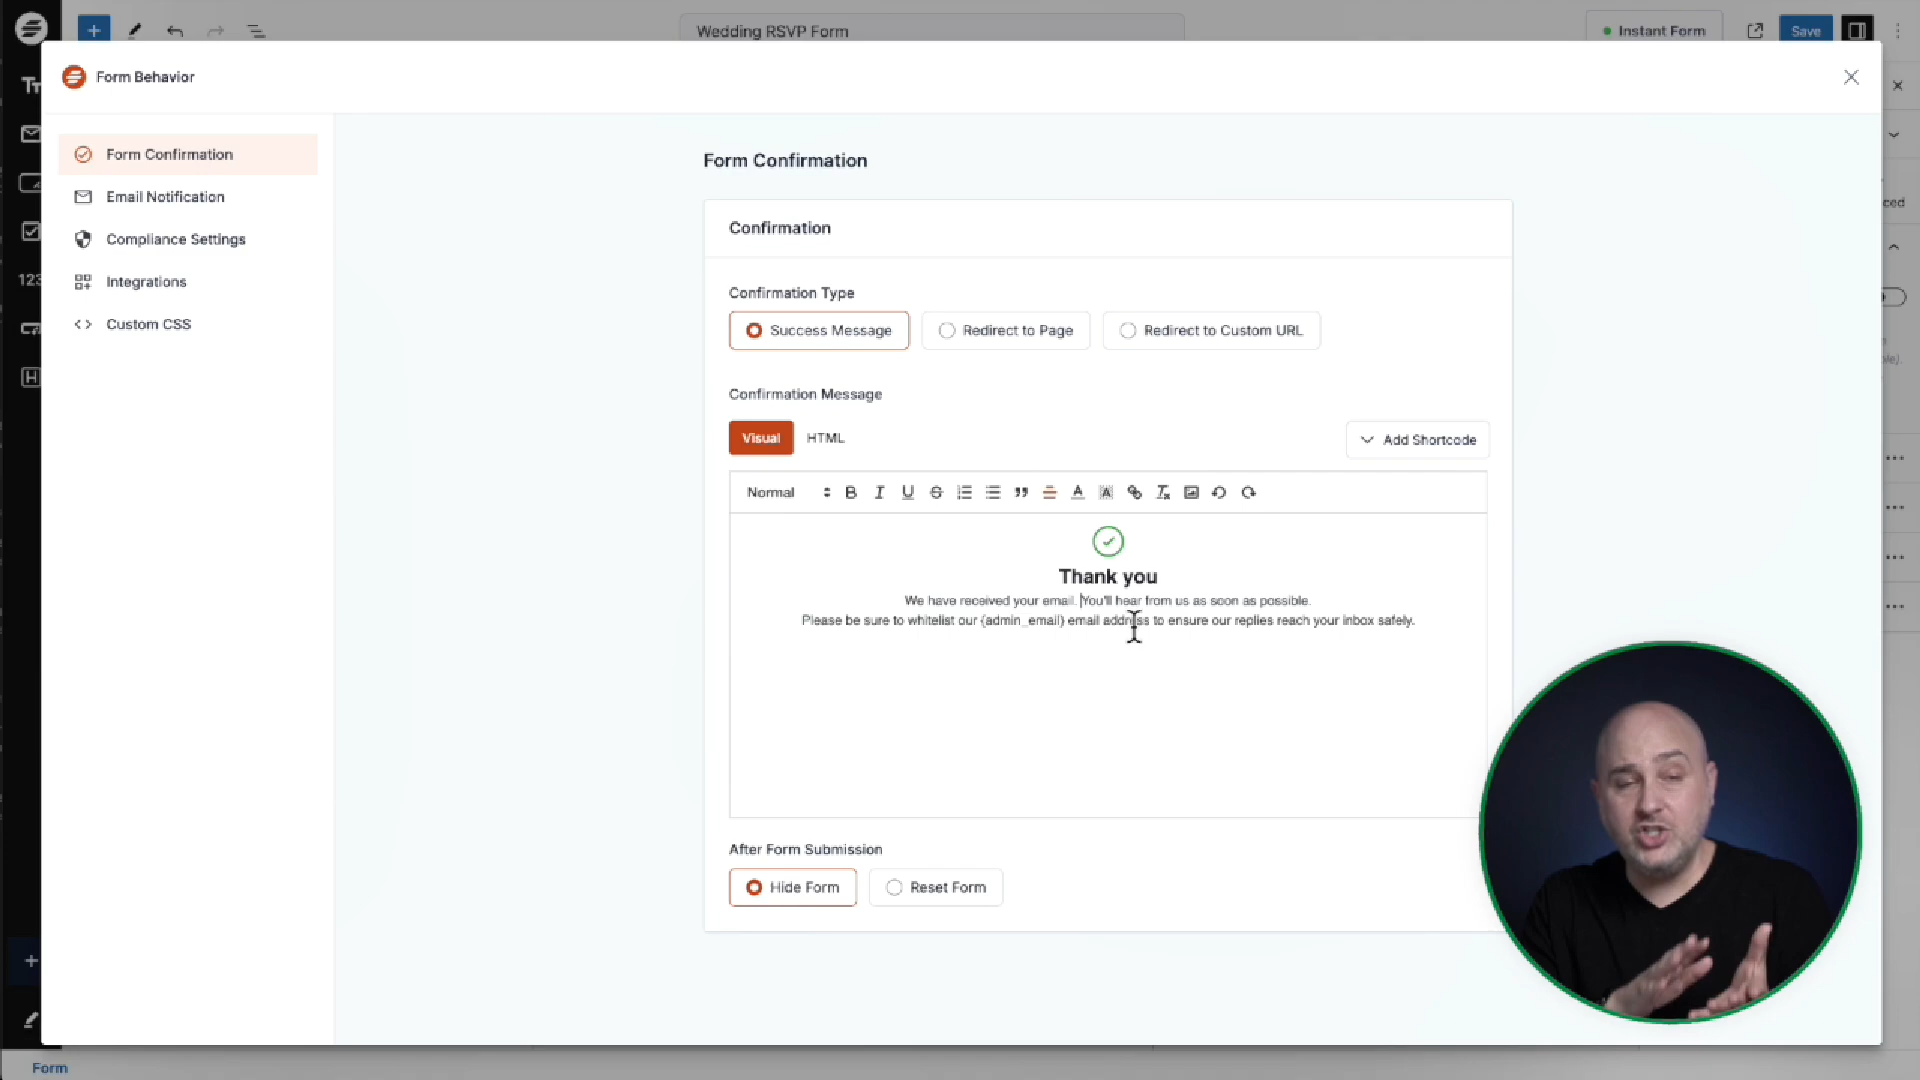 Wedding RSVP Form
Instant Form
Save
Form Behavior
Form Confirmation
Email Notification
Compliance Settings
Integrations
Custom CSS
Form Confirmation
Confirmation
Confirmation Type
Success Message
Redirect to Page
Redirect to Custom URL
Confirmation Message
Visual
HTML
Add Shortcode
Normal
Thank you
We have received your email. You'll hear from us as soon as possible.
Please be sure to whitelist our {admin_email} email address to ensure our replies reach your inbox safely.
After Form Submission
Hide Form
Reset Form
Form